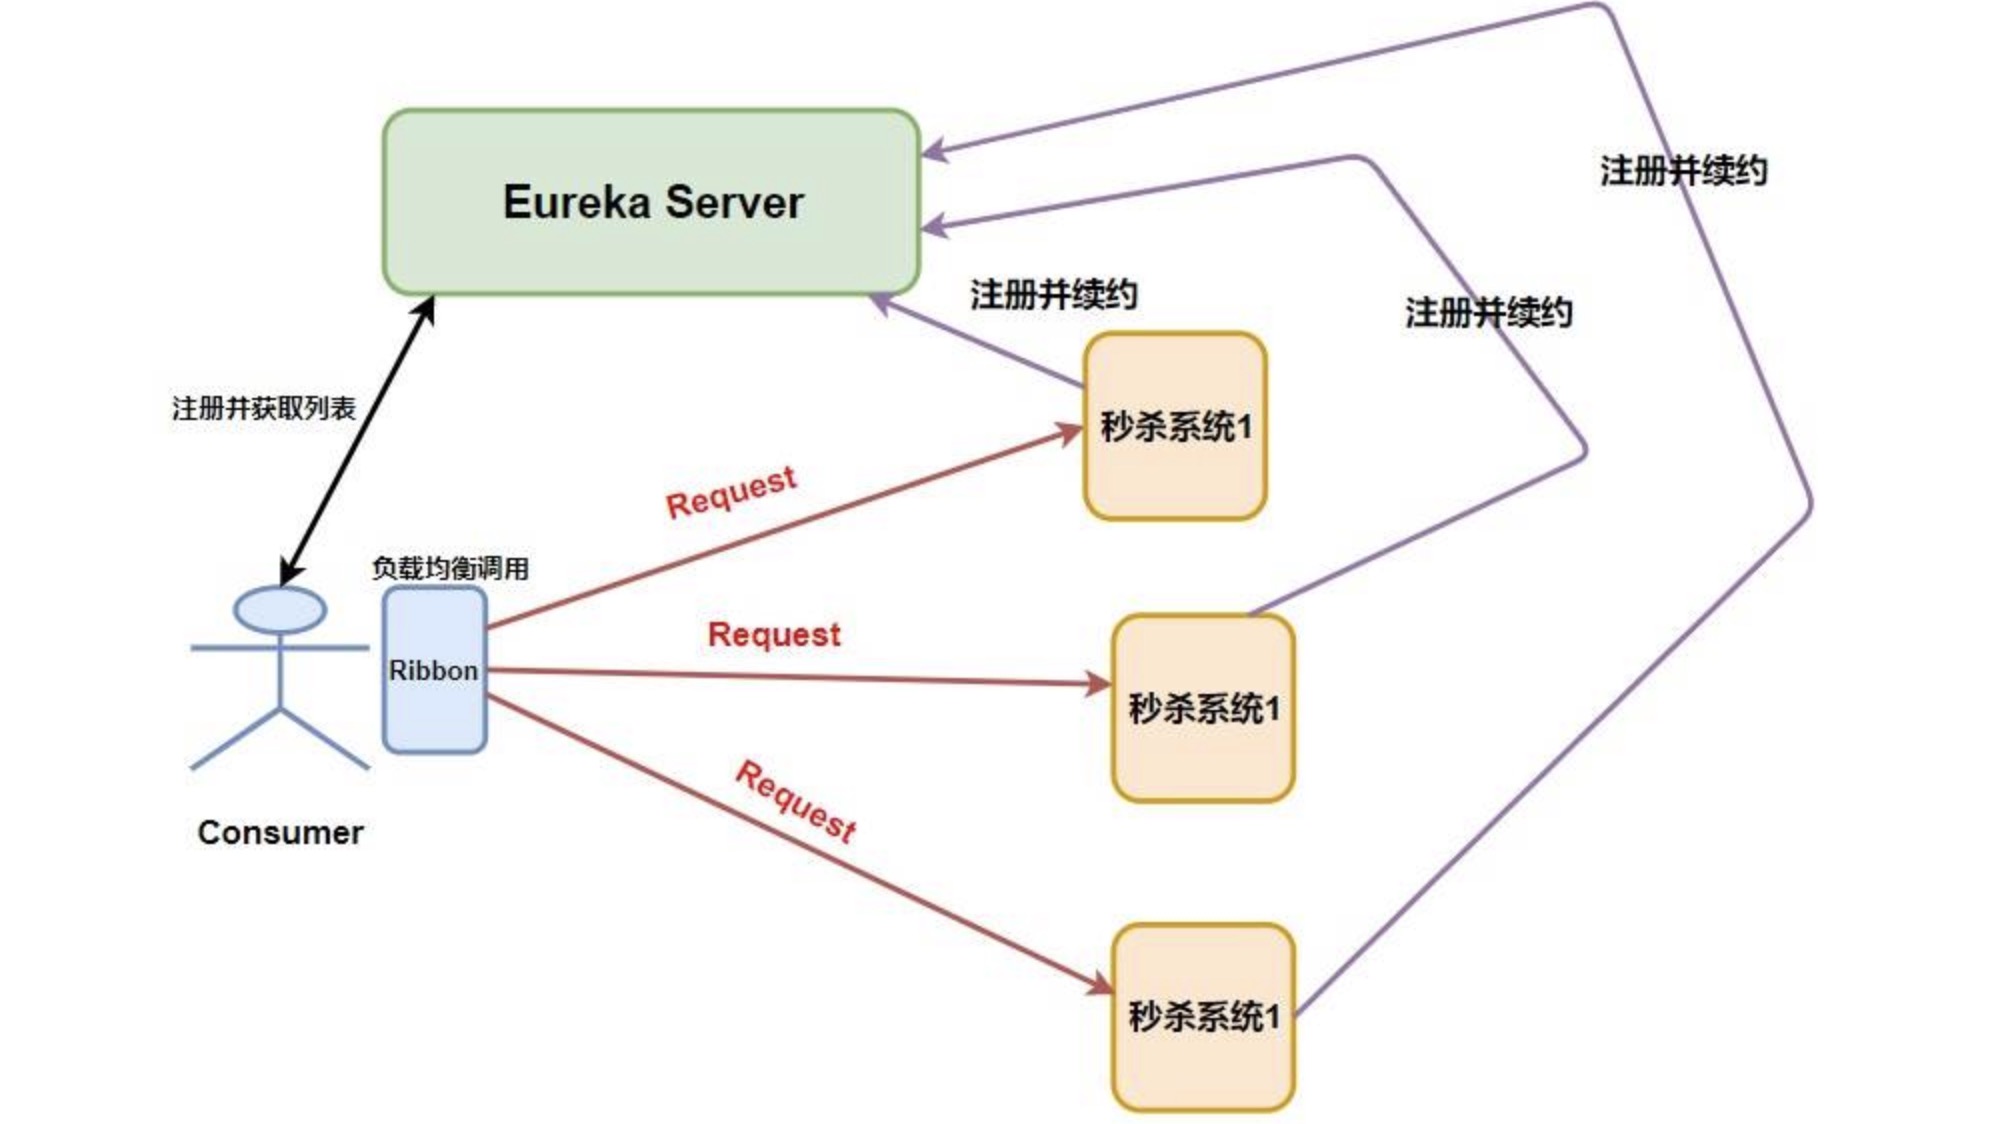 注册并续约
Eureka Server
注册并续约
注册并续约
注册并获取列表
秒杀系统1
Request
负载均衡调用
Request
Ribbon
秒杀系统1
Request
Consumer
秒杀系统1